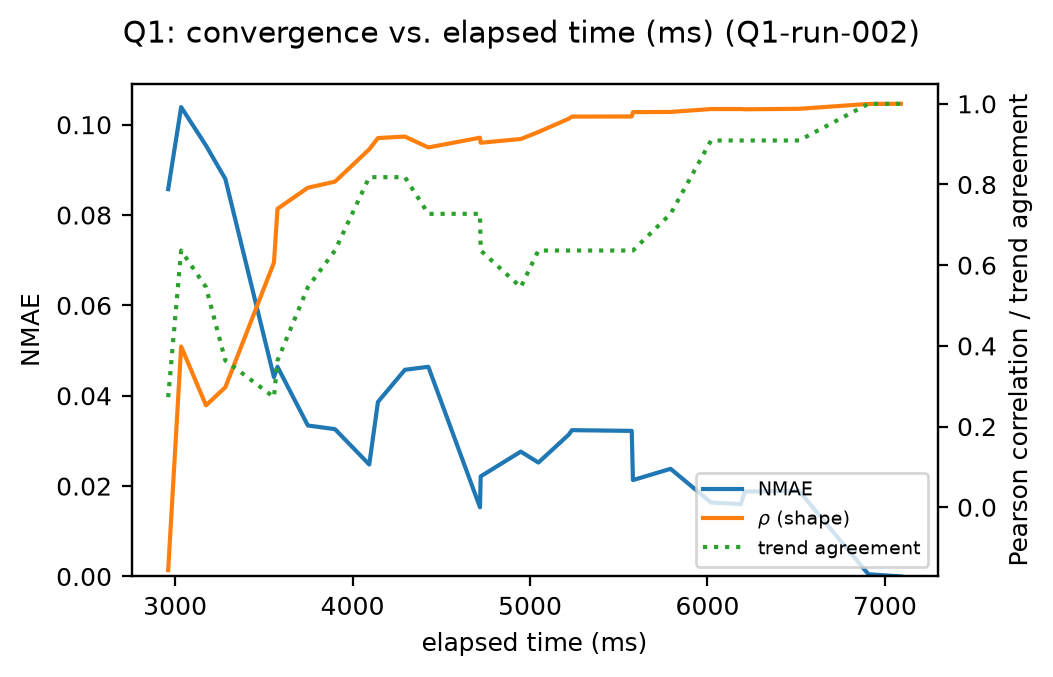 Q1: convergence vs. elapsed time (ms) (Q1-run-002)
NMAE
0.10
0.08
0.06
0.04
0.02
0.00
1.0
0.8
0.6
0.4
0.2
0.0
Pearson correlation / trend agreement
NMAE
ρ (shape)
trend agreement
3000 4000 5000 6000 7000
elapsed time (ms)